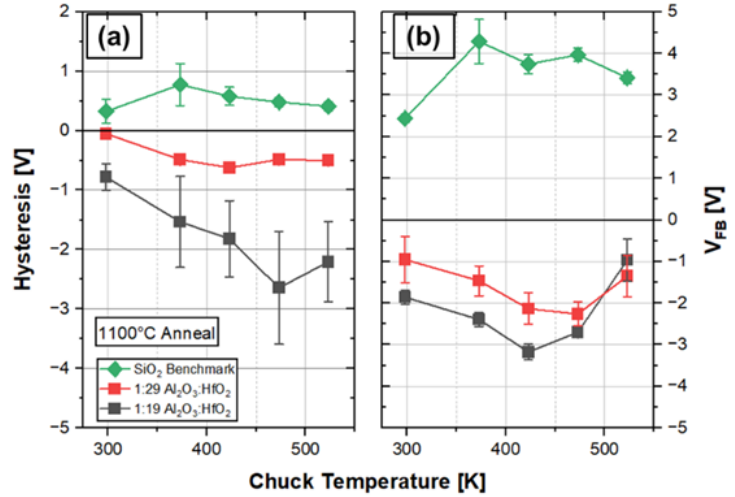 (a)
(b)
2
1
0
−1
−2
−3
−4
−5
Hysteresis [V]
5
4
3
2
1
0
−1
−2
−3
−4
−5
V_FB [V]
1100°C Anneal
SiO₂ Benchmark
1:29 Al₂O₃:HfO₂
1:19 Al₂O₃:HfO₂
300 400 500 300 400 500
Chuck Temperature [K]